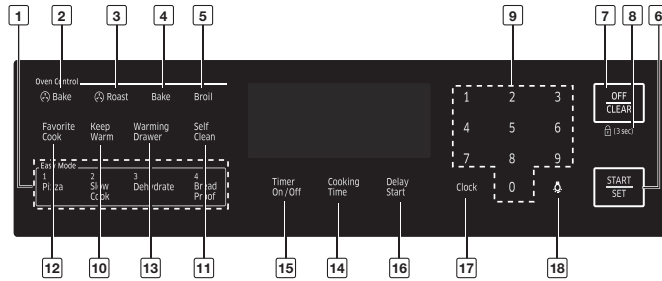 1 2 3 4 5 9 7 8 6
Oven Control
Bake Roast Bake Broil
1 2 3
OFF
CLEAR
(3 sec)
Favorite Cook
Keep Warm
Warming Drawer
Self Clean
4 5 6
7 8 9
Easy Mode
1 Pizza
2 Slow Cook
3 Dehydrate
4 Bread Proof
Timer On/Off
Cooking Time
Delay Start
Clock
0
START
SET
12 10 13 11 15 14 16 17 18